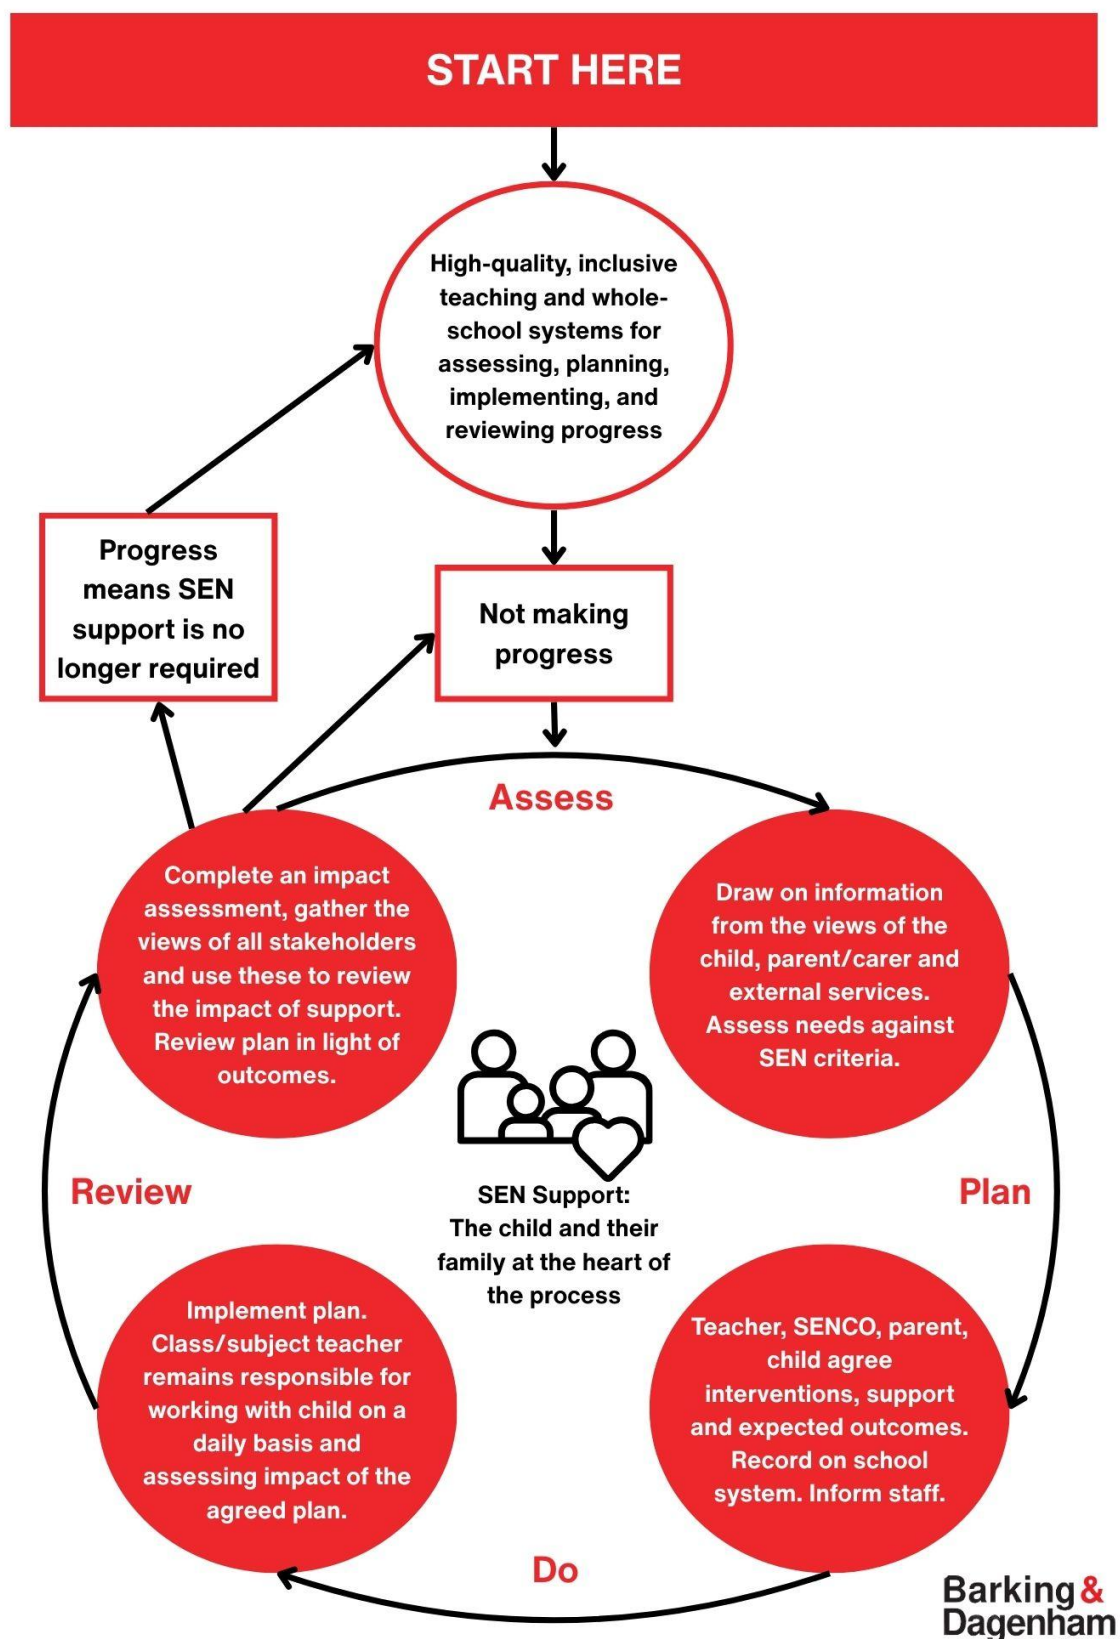 START HERE
High-quality, inclusive
teaching and whole-
school systems for
assessing, planning,
implementing, and
reviewing progress
Progress
means SEN
support is no
longer required
Not making
progress
Assess
Complete an impact
assessment, gather the
views of all stakeholders
and use these to review
the impact of support.
Review plan in light of
outcomes.
Draw on information
from the views of the
child, parent/carer and
external services.
Assess needs against
SEN criteria.
Review
SEN Support:
The child and their
family at the heart of
the process
Plan
Implement plan.
Class/subject teacher
remains responsible for
working with child on a
daily basis and
assessing impact of the
agreed plan.
Teacher, SENCO, parent,
child agree
interventions, support
and expected outcomes.
Record on school
system. Inform staff.
Do
Barking &
Dagenham